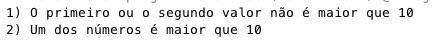 1) O primeiro ou o segundo valor não é maior que 10
2) Um dos números é maior que 10